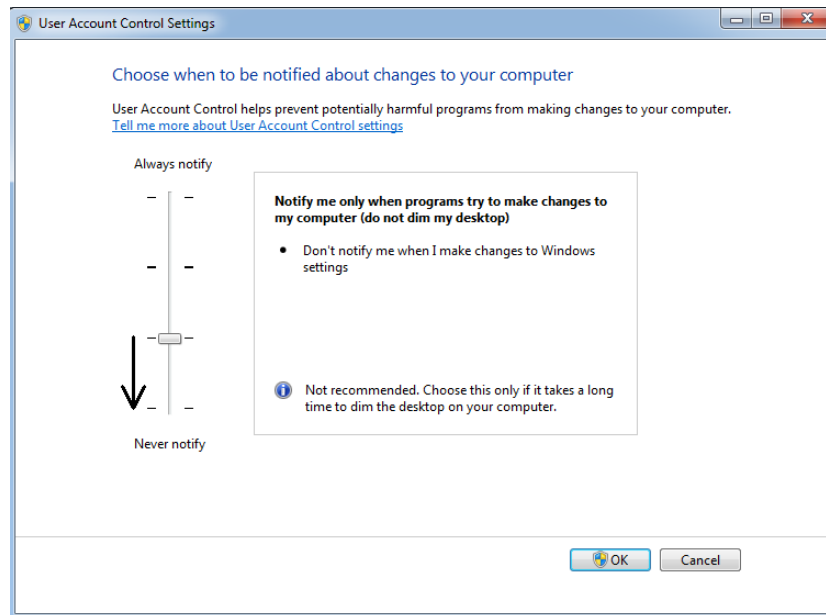 User Account Control Settings
Choose when to be notified about changes to your computer
User Account Control helps prevent potentially harmful programs from making changes to your computer.
Tell me more about User Account Control settings
Always notify
Notify me only when programs try to make changes to
my computer (do not dim my desktop)
• Don't notify me when I make changes to Windows
settings
Not recommended. Choose this only if it takes a long
time to dim the desktop on your computer.
Never notify
OK
Cancel